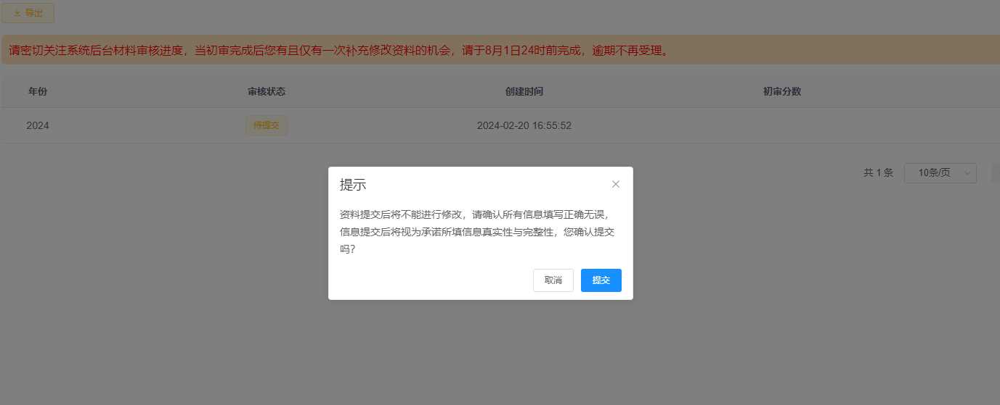 导出
请密切关注系统后台材料审核进度，当初审完成后您有且仅有一次补充修改资料的机会，请于8月1日24时前完成，逾期不再受理。
年份 审核状态 创建时间 初审分数
2024 待提交 2024-02-20 16:55:52
共 1 条 10条/页
提示
资料提交后将不能进行修改，请确认所有信息填写正确无误，
信息提交后将视为承诺所填信息真实性与完整性，您确认提交
吗?
取消 提交